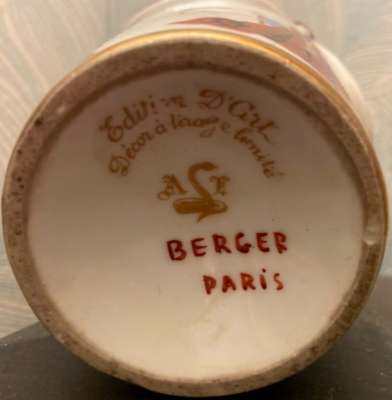 Edition D'Art
Décor à tirage limité
A L
BERGER
PARIS